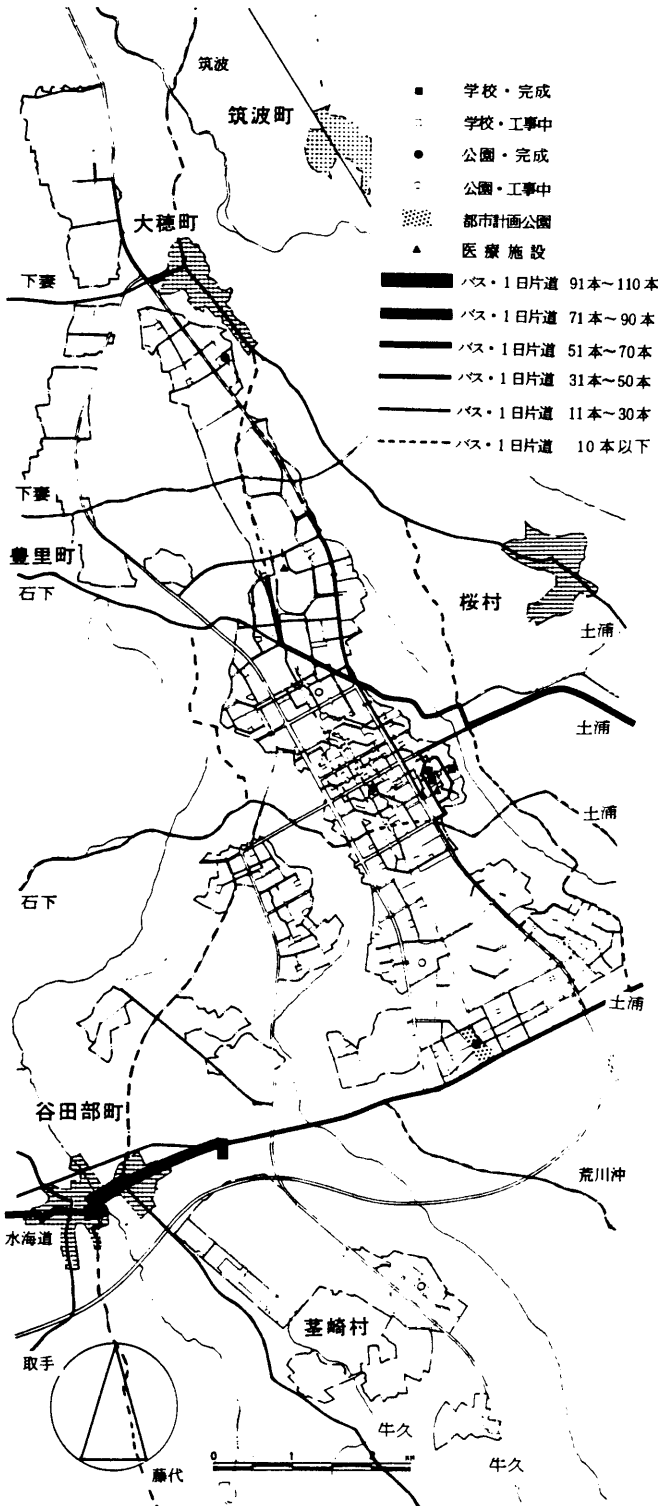 筑波
筑波町
学校・完成
学校・工事中
公園・完成
公園・工事中
都市計画公園
医療施設
バス・1日片道 91本～110本
バス・1日片道 71本～90本
バス・1日片道 51本～70本
バス・1日片道 31本～50本
バス・1日片道 11本～30本
バス・1日片道 10本以下
大穂町
下妻
下妻
豊里町
石下
桜村
土浦
土浦
土浦
石下
土浦
谷田部町
荒川沖
水海道
茎崎村
取手
牛久
牛久
藤代
0 1 2 KM